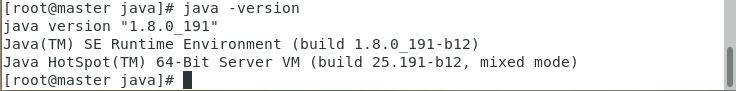 [root@master java]# java -version
java version "1.8.0_191"
Java(TM) SE Runtime Environment (build 1.8.0_191-b12)
Java HotSpot(TM) 64-Bit Server VM (build 25.191-b12, mixed mode)
[root@master java]#